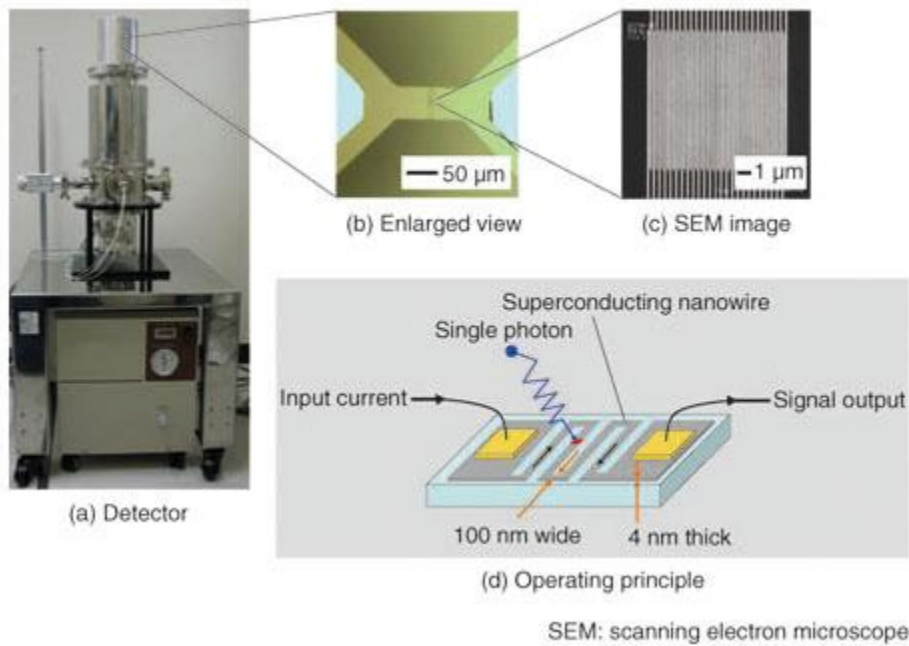 50 μm
1 μm
(b) Enlarged view
(c) SEM image
Superconducting nanowire
Single photon
Input current
Signal output
100 nm wide
4 nm thick
(a) Detector
(d) Operating principle
SEM: scanning electron microscope